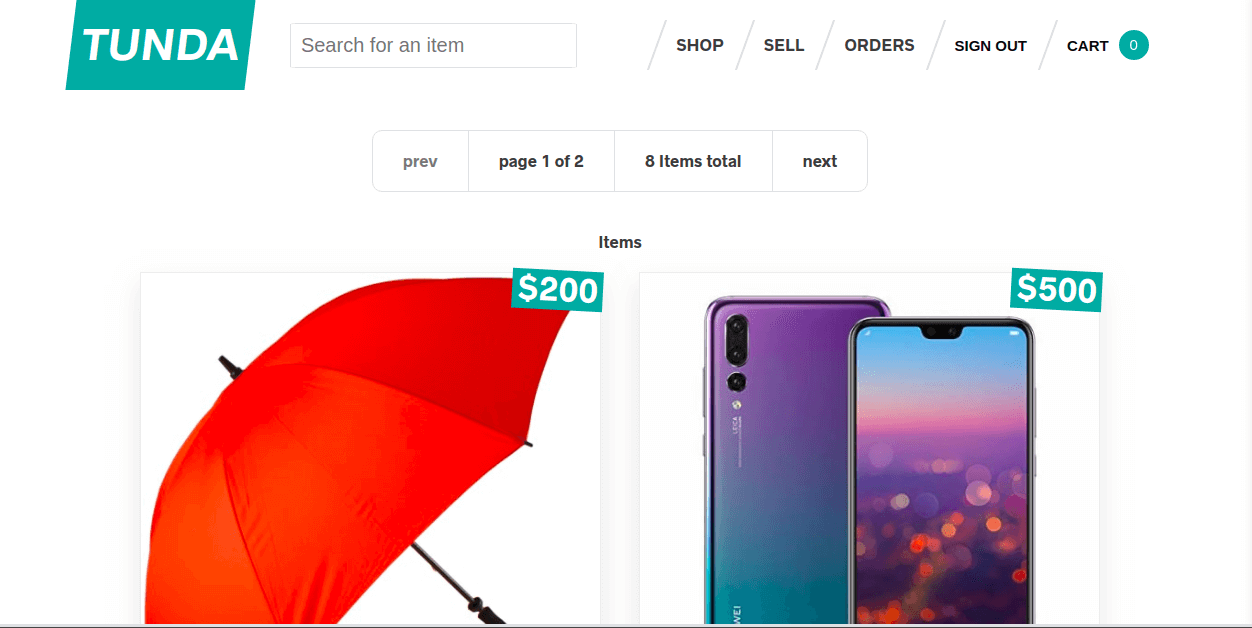 TUNDA
Search for an item
SHOP
SELL
ORDERS
SIGN OUT
CART 0
prev
page 1 of 2
8 Items total
next
Items
$200
$500
LEICA
WEI